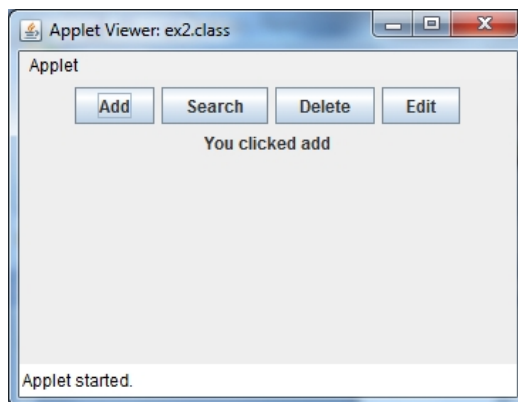 Applet Viewer: ex2.class
Applet
Add Search Delete Edit
You clicked add
Applet started.